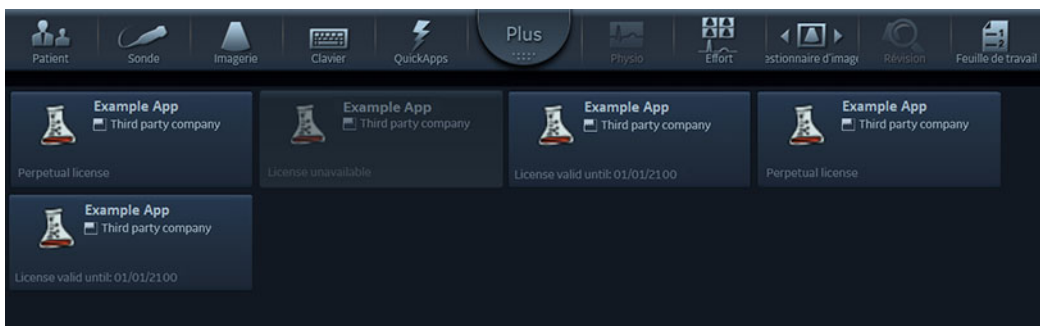 Patient
Sonde
Imagerie
Clavier
QuickApps
Plus
Physio
Effort
estionnaire d'imag
Révision
Feuille de travail
Example App
Third party company
Perpetual license
Example App
Third party company
License unavailable
Example App
Third party company
License valid until: 01/01/2100
Example App
Third party company
Perpetual license
Example App
Third party company
License valid until: 01/01/2100